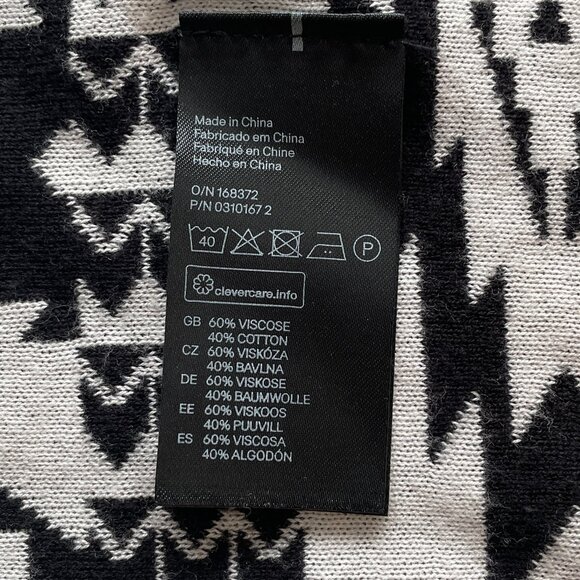 Made in China
Fabricado em China
Fabriqué en Chine
Hecho en China
O/N 168372
P/N 0310167 2
40 P
clevercare.info
GB 60% VISCOSE
40% COTTON
CZ 60% VISKÓZA
40% BAVLNA
DE 60% VISKOSE
40% BAUMWOLLE
EE 60% VISKOOS
40% PUUVILL
ES 60% VISCOSA
40% ALGODÓN